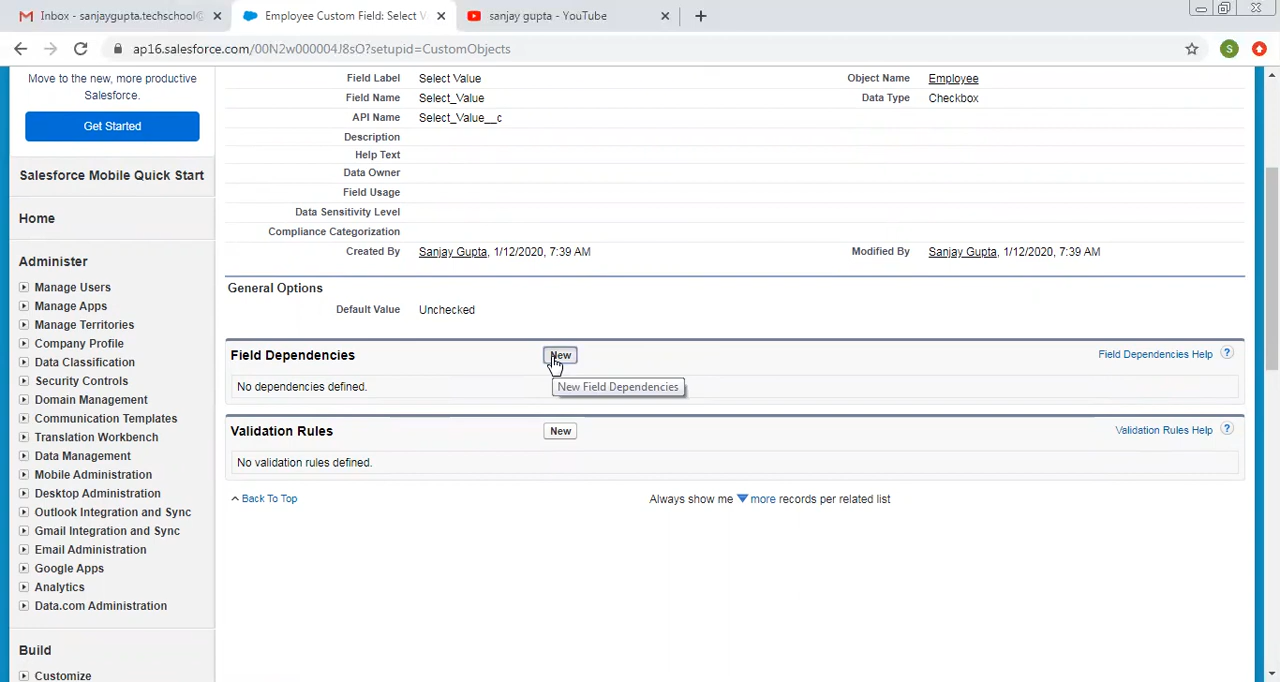 Inbox - sanjaygupta.techschool@
Employee Custom Field: Select V
sanjay gupta - YouTube
ap16.salesforce.com/00N2w000004J8sO?setupid=CustomObjects
S
Move to the new, more productive
Salesforce.
Get Started
Salesforce Mobile Quick Start
Home
Administer
Manage Users
Manage Apps
Manage Territories
Company Profile
Data Classification
Security Controls
Domain Management
Communication Templates
Translation Workbench
Data Management
Mobile Administration
Desktop Administration
Outlook Integration and Sync
Gmail Integration and Sync
Email Administration
Google Apps
Analytics
Data.com Administration
Build
Customize
Field Label Select Value Object Name Employee
Field Name Select_Value Data Type Checkbox
API Name Select_Value__c
Description
Help Text
Data Owner
Field Usage
Data Sensitivity Level
Compliance Categorization
Created By Sanjay Gupta, 1/12/2020, 7:39 AM Modified By Sanjay Gupta, 1/12/2020, 7:39 AM
General Options
Default Value Unchecked
Field Dependencies New Field Dependencies Help ?
No dependencies defined.
New Field Dependencies
Validation Rules New Validation Rules Help ?
No validation rules defined.
Back To Top Always show me more records per related list